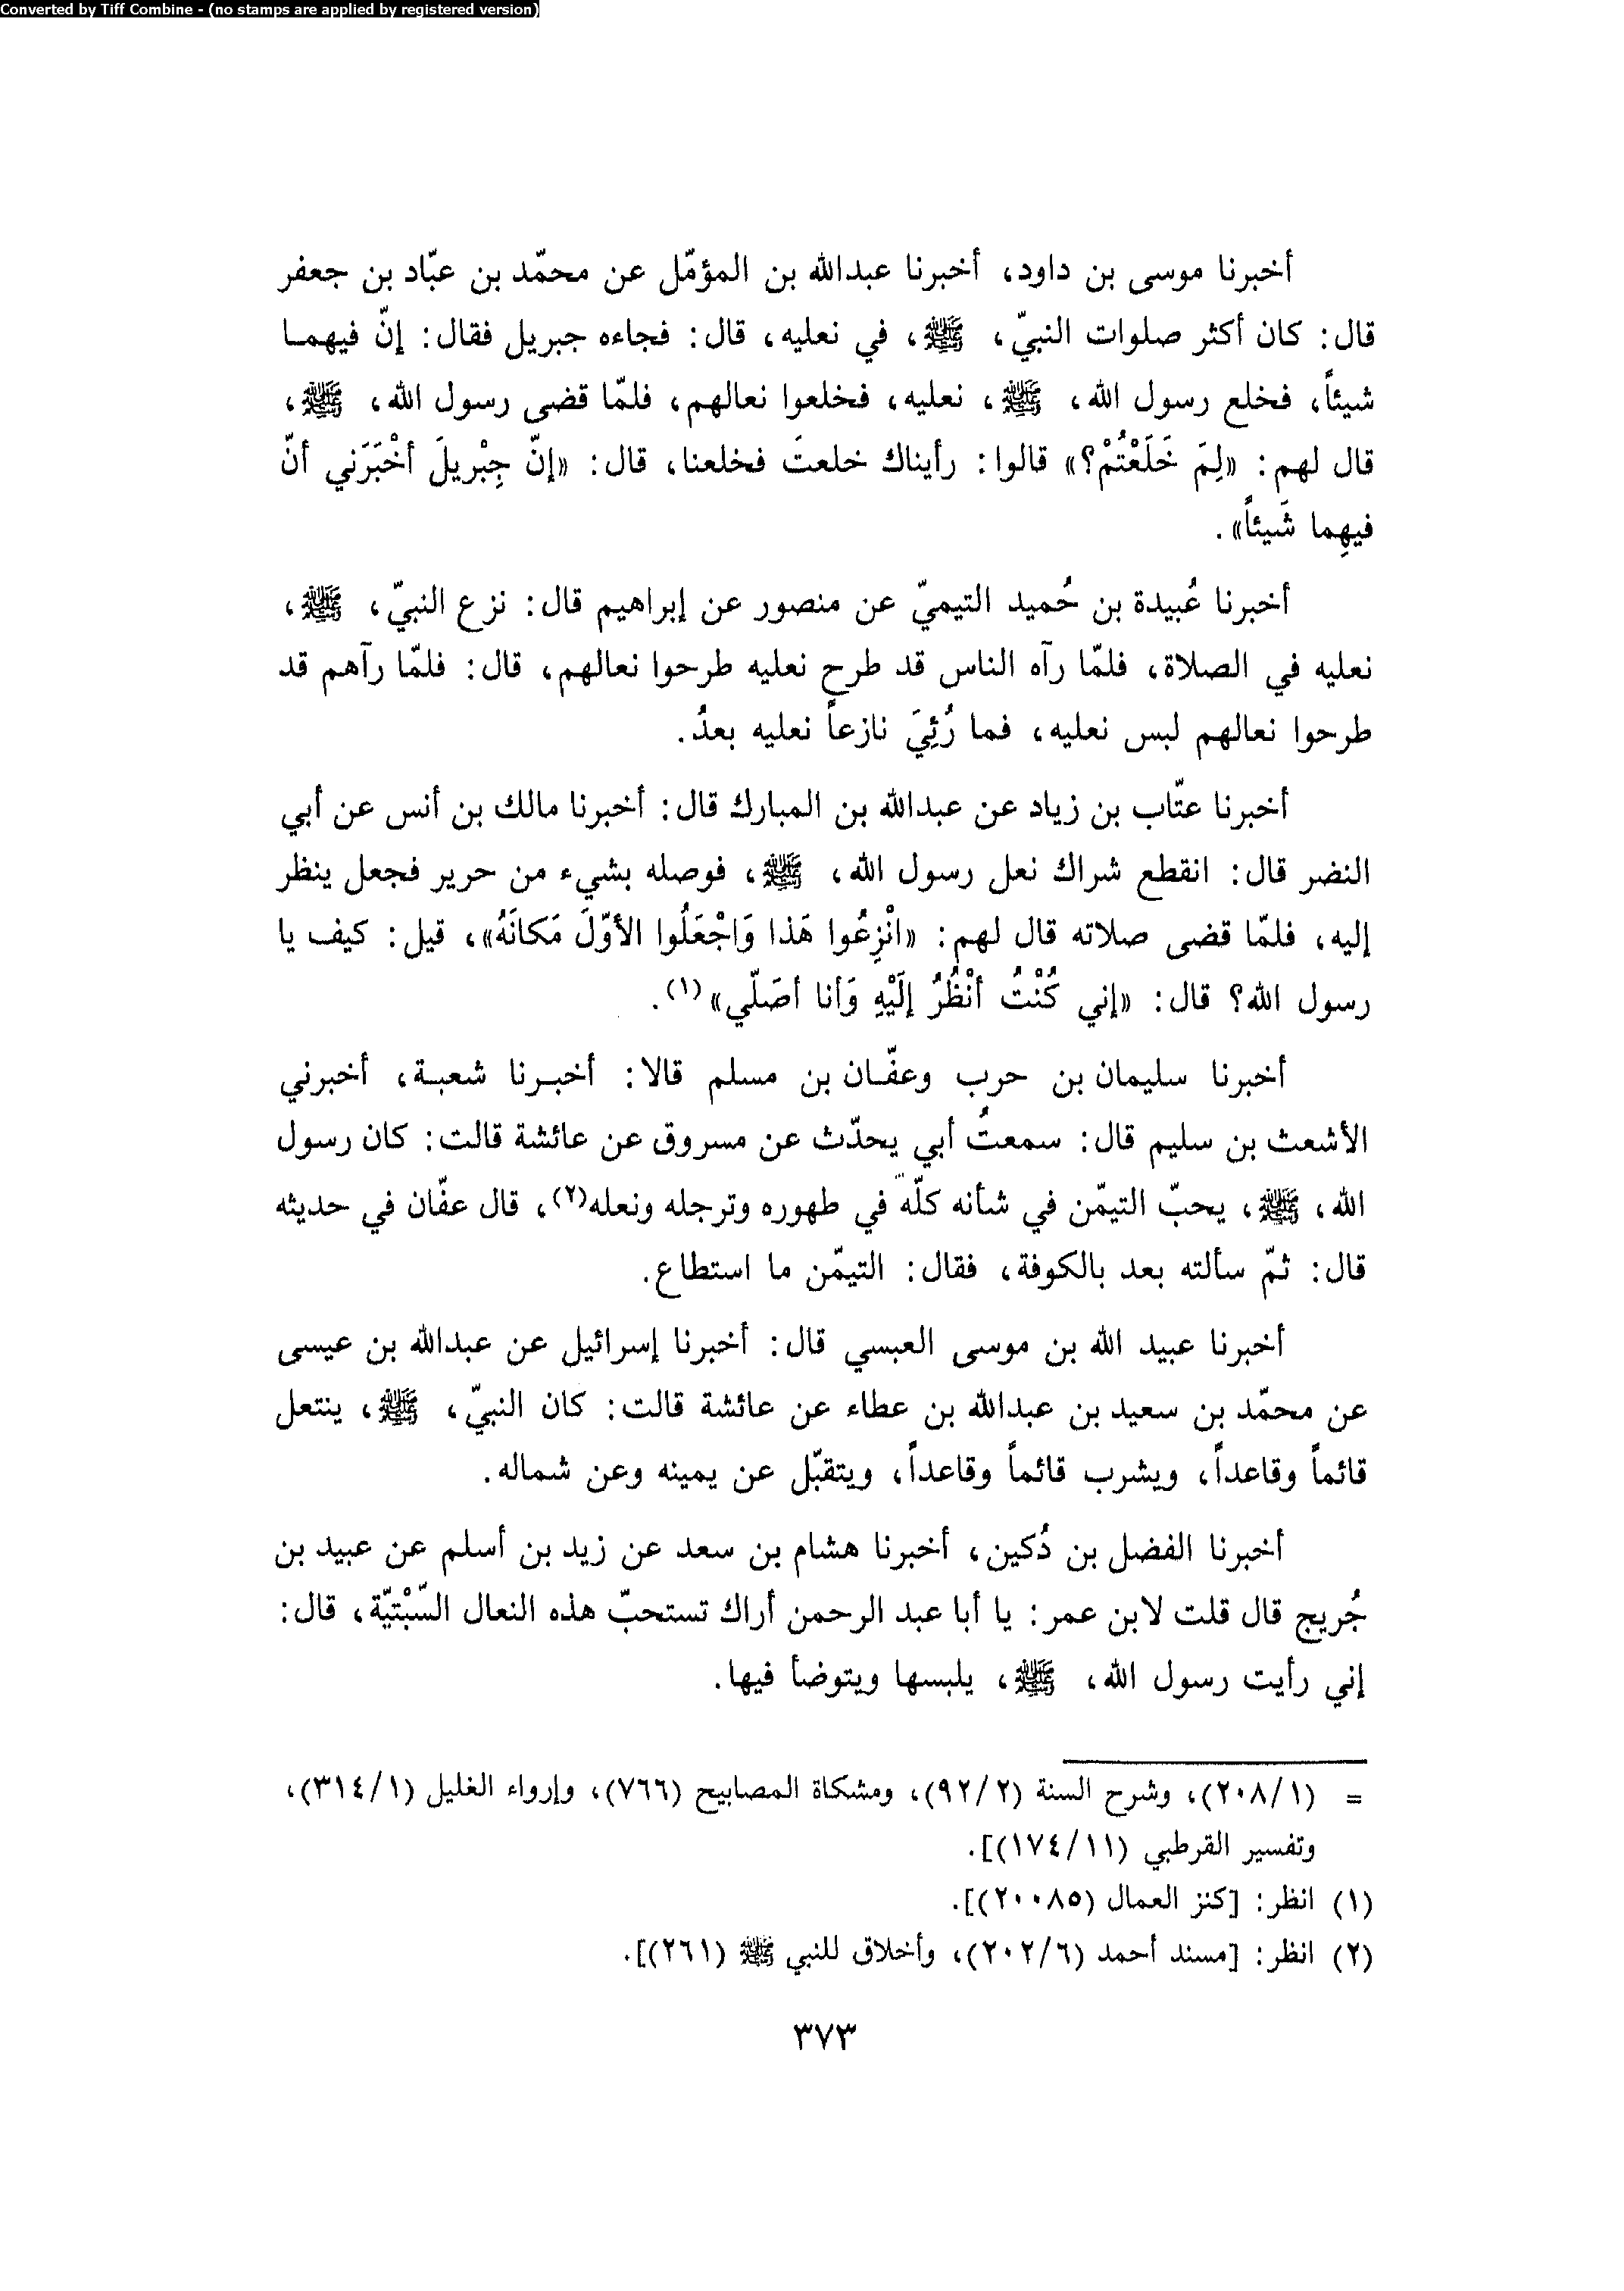 Converted by Tiff Combine - (no stamps are applied by registered version)
أخبرنا موسى بن داود، أخبرنا عبدالله بن المؤمّل عن محمّد بن عبّاد بن جعفر
قال: كان أكثر صلوات النبيّ، ﷺ، في نعليه، قال: فجاءه جبريل فقال: إنّ فيهما
شيئاً، فخلع رسول الله، ﷺ، نعليه، فخلعوا نعالهم، فلمّا قضى رسول الله، ﷺ،
قال لهم: «لِمَ خَلَعْتُمْ؟» قالوا: رأيناك خلعتَ فخلعنا، قال: «إنّ جِبْريلَ أخْبَرَني أنّ
فيهِما شَيئاً».
أخبرنا عُبيدة بن حُميد التيميّ عن منصور عن إبراهيم قال: نزع النبيّ، ﷺ،
نعليه في الصلاة، فلمّا رآه الناس قد طرح نعليه طرحوا نعالهم، قال: فلمّا رآهم قد
طرحوا نعالهم لبس نعليه، فما رُئِيَ نازعاً نعليه بعدُ.
أخبرنا عتّاب بن زياد عن عبدالله بن المبارك قال: أخبرنا مالك بن أنس عن أبي
النضر قال: انقطع شراك نعل رسول الله، ﷺ، فوصله بشيء من حرير فجعل ينظر
إليه، فلمّا قضى صلاته قال لهم: «انْزِعُوا هَذا وَاجْعَلُوا الأوّلَ مَكانَهُ»، قيل: كيف يا
رسول الله؟ قال: «إني كُنْتُ أنْظُرُ إلَيْهِ وَأنا أصَلّي»(١).
أخبرنا سليمان بن حرب وعفّان بن مسلم قالا: أخبرنا شعبة، أخبرني
الأشعث بن سليم قال: سمعتُ أبي يحدّث عن مسروق عن عائشة قالت: كان رسول
الله، ﷺ، يحبّ التيمّن في شأنه كلّه في طهوره وترجله ونعله(٢)، قال عفّان في حديثه
قال: ثمّ سألته بعد بالكوفة، فقال: التيمّن ما استطاع.
أخبرنا عبيد الله بن موسى العبسي قال: أخبرنا إسرائيل عن عبدالله بن عيسى
عن محمّد بن سعيد بن عبدالله بن عطاء عن عائشة قالت: كان النبيّ، ﷺ، ينتعل
قائماً وقاعداً، ويشرب قائماً وقاعداً، ويتقبّل عن يمينه وعن شماله.
أخبرنا الفضل بن دُكين، أخبرنا هشام بن سعد عن زيد بن أسلم عن عبيد بن
جُريج قال قلت لابن عمر: يا أبا عبد الرحمن أراك تستحبّ هذه النعال السّبْتيّة، قال:
إني رأيت رسول الله، ﷺ، يلبسها ويتوضأ فيها.
= (١/٢٠٨)، وشرح السنة (٢/٩٢)، ومشكاة المصابيح (٧٦٦)، وإرواء الغليل (١/٣١٤)،
وتفسير القرطبي (١١/١٧٤)].
(١) انظر: [كنز العمال (٢٠٠٨٥)].
(٢) انظر: [مسند أحمد (٦/٢٠٢)، وأخلاق للنبي ﷺ (٢٦١)].
٣٧٣